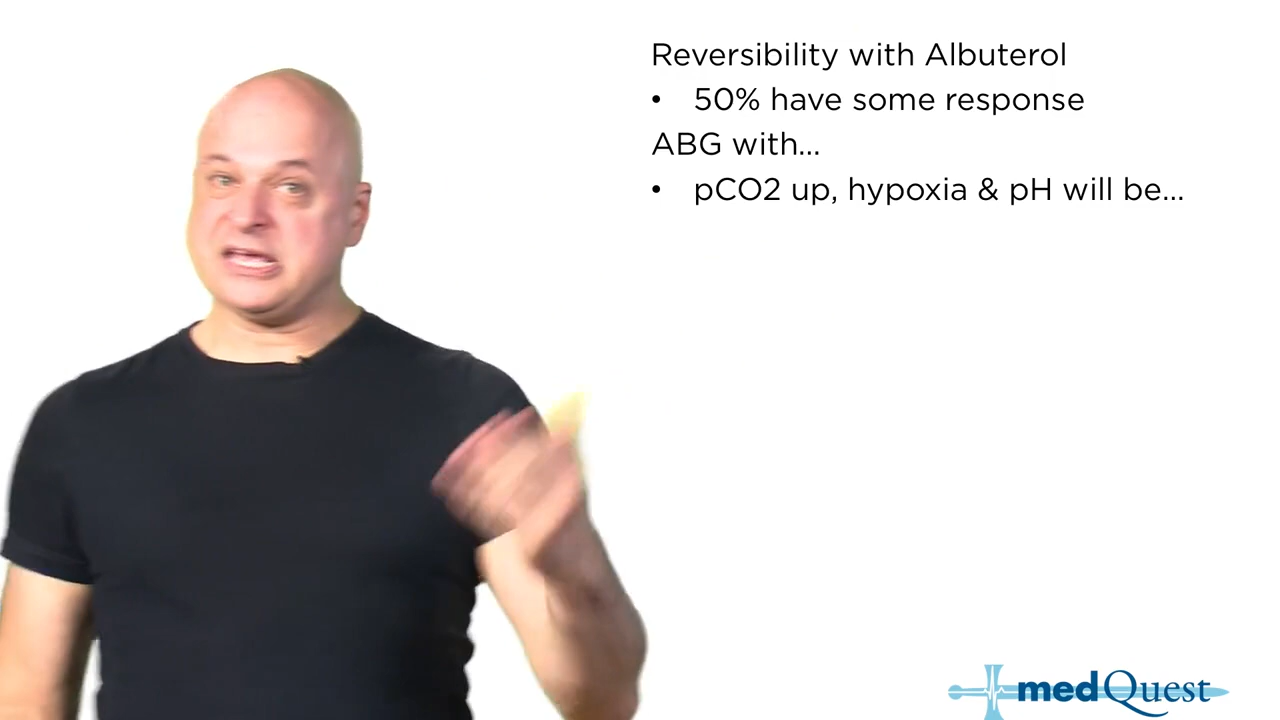 Reversibility with Albuterol
• 50% have some response
ABG with...
• pCO2 up, hypoxia & pH will be...
medQuest